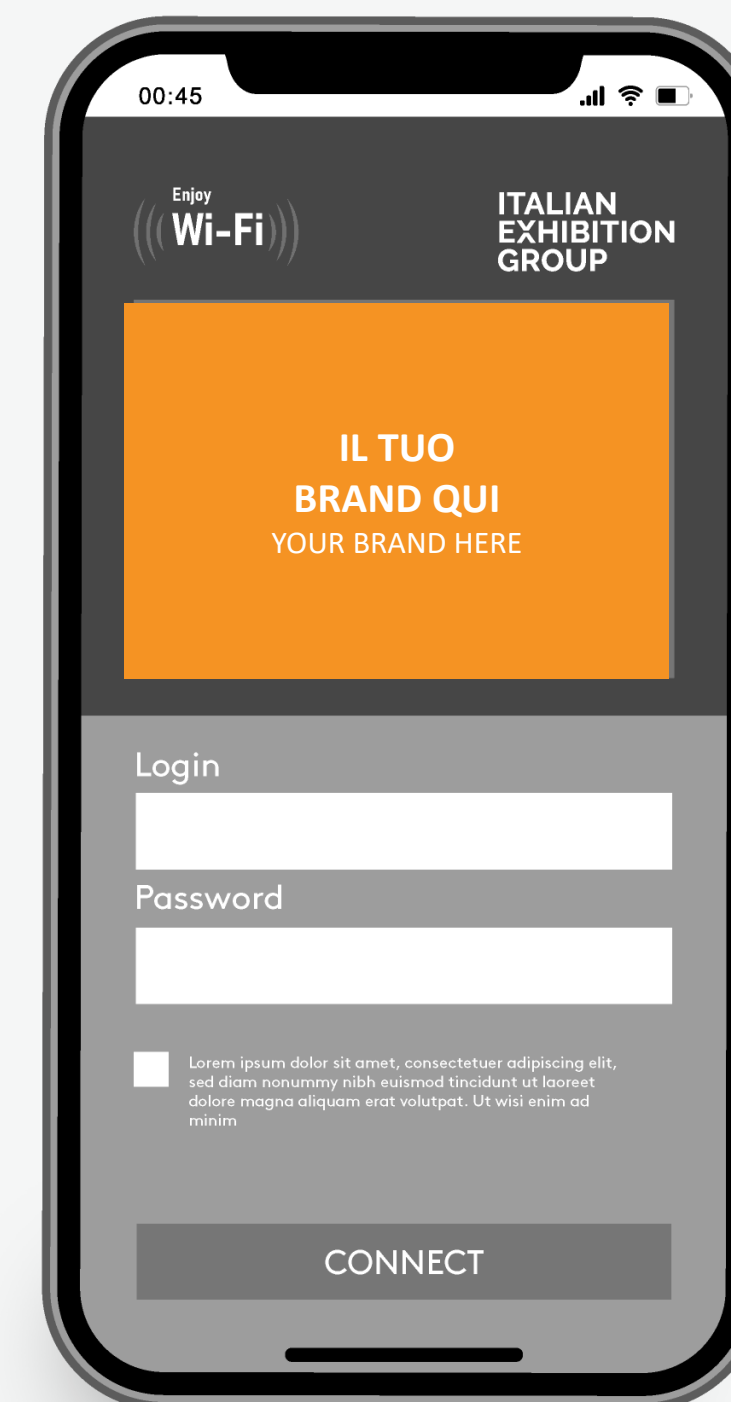 00:45
Enjoy
Wi-Fi
ITALIAN
EXHIBITION
GROUP
IL TUO
BRAND QUI
YOUR BRAND HERE
Login
Password
Lorem ipsum dolor sit amet, consectetuer adipiscing elit,
sed diam nonummy nibh euismod tincidunt ut laoreet
dolore magna aliquam erat volutpat. Ut wisi enim ad
minim
CONNECT